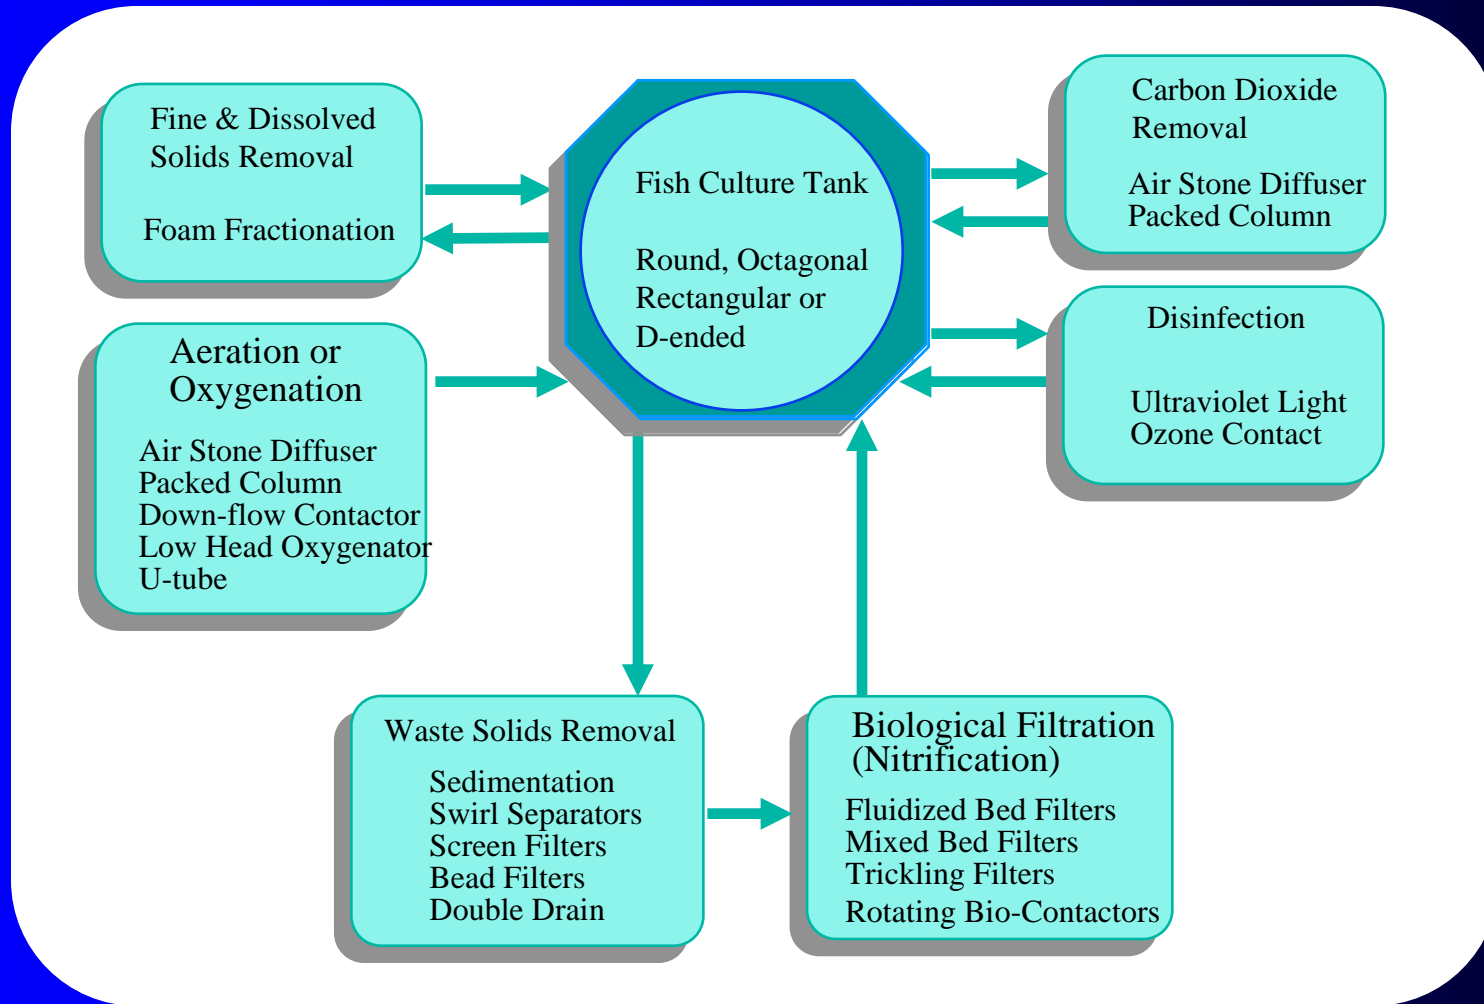 Fine & Dissolved
Solids Removal
Foam Fractionation
Aeration or
Oxygenation
Air Stone Diffuser
Packed Column
Down-flow Contactor
Low Head Oxygenator
U-tube
Fish Culture Tank
Round, Octagonal
Rectangular or
D-ended
Carbon Dioxide
Removal
Air Stone Diffuser
Packed Column
Disinfection
Ultraviolet Light
Ozone Contact
Waste Solids Removal
Sedimentation
Swirl Separators
Screen Filters
Bead Filters
Double Drain
Biological Filtration
(Nitrification)
Fluidized Bed Filters
Mixed Bed Filters
Trickling Filters
Rotating Bio-Contactors